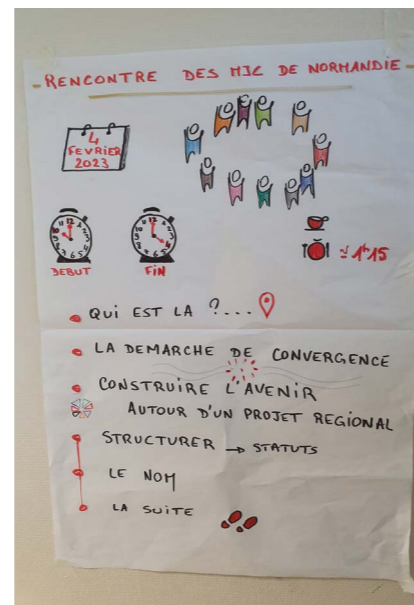 - RENCONTRE DES MJC DE NORMANDIE -
4
FEVRIER
2023
DEBUT
FIN
≃ 1h15
Qui EST LA ?...
LA DEMARCHE DE CONVERGENCE
CONSTRUIRE L'AVENIR
AUTOUR D'UN PROJET REGIONAL
STRUCTURER → STATUTS
LE NOM
LA SUITE